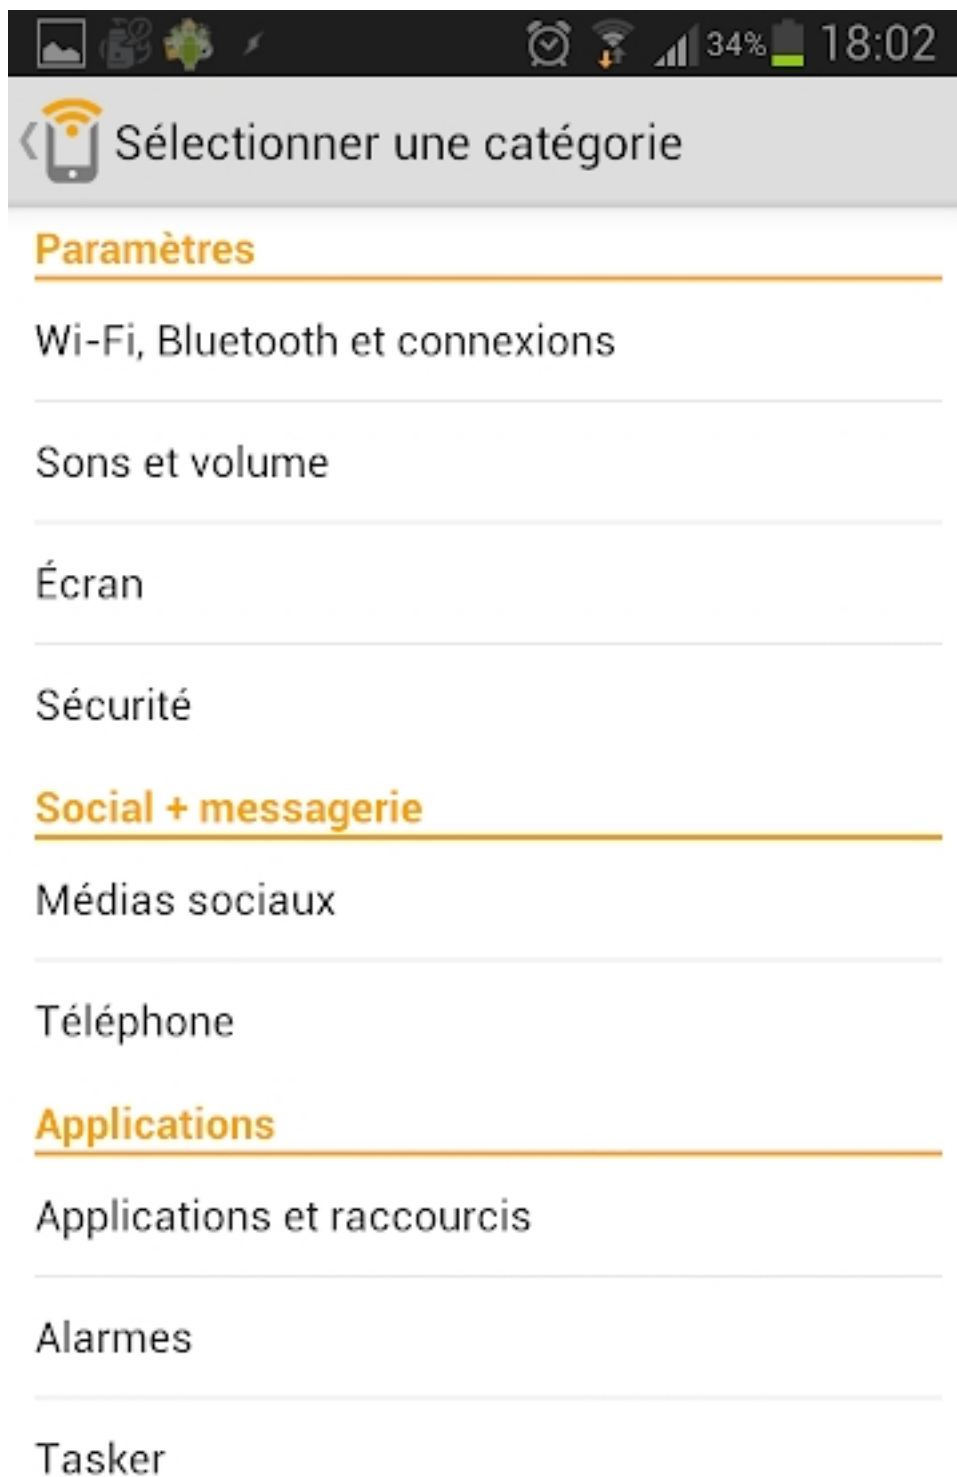 34% 18:02
Sélectionner une catégorie
Paramètres
Wi-Fi, Bluetooth et connexions
Sons et volume
Écran
Sécurité
Social + messagerie
Médias sociaux
Téléphone
Applications
Applications et raccourcis
Alarmes
Tasker